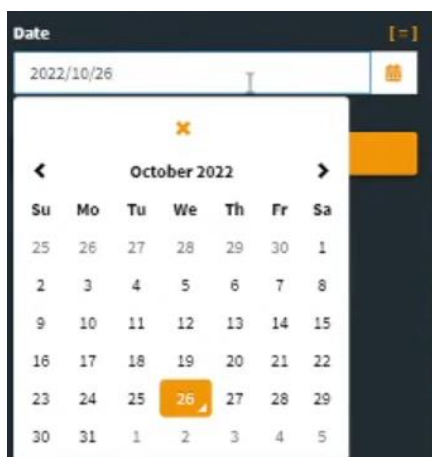 Date [=]
2022/10/26
October 2022
Su Mo Tu We Th Fr Sa
25 26 27 28 29 30 1
2 3 4 5 6 7 8
9 10 11 12 13 14 15
16 17 18 19 20 21 22
23 24 25 26 27 28 29
30 31 1 2 3 4 5